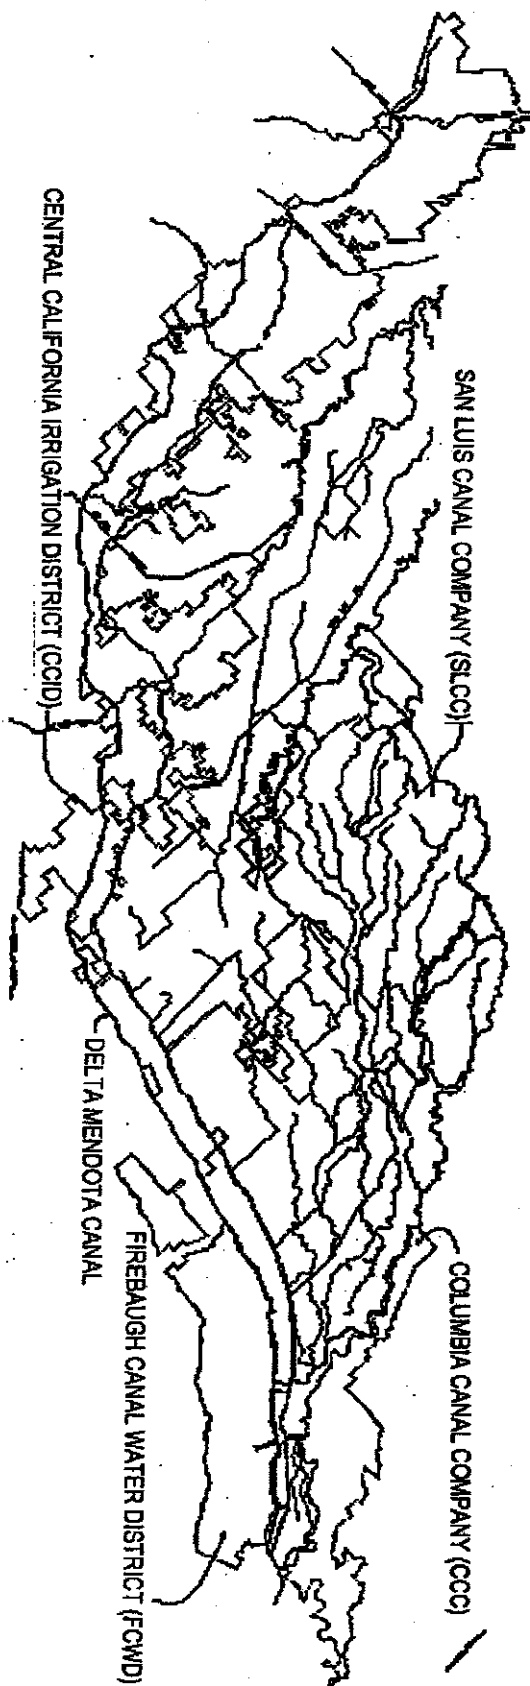 SAN LUIS CANAL COMPANY (SLCC)
COLUMBIA CANAL COMPANY (CCC)
CENTRAL CALIFORNIA IRRIGATION DISTRICT (CCID)
DELTA MENDOTA CANAL
FIREBAUGH CANAL WATER DISTRICT (FCWD)